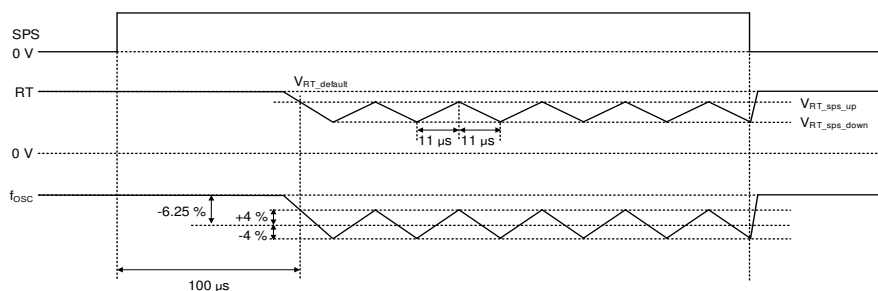 SPS
0 V
RT
V_RT_default
V_RT_sps_up
V_RT_sps_down
11 µs 11 µs
0 V
f_OSC
-6.25 %
+4 %
-4 %
100 µs